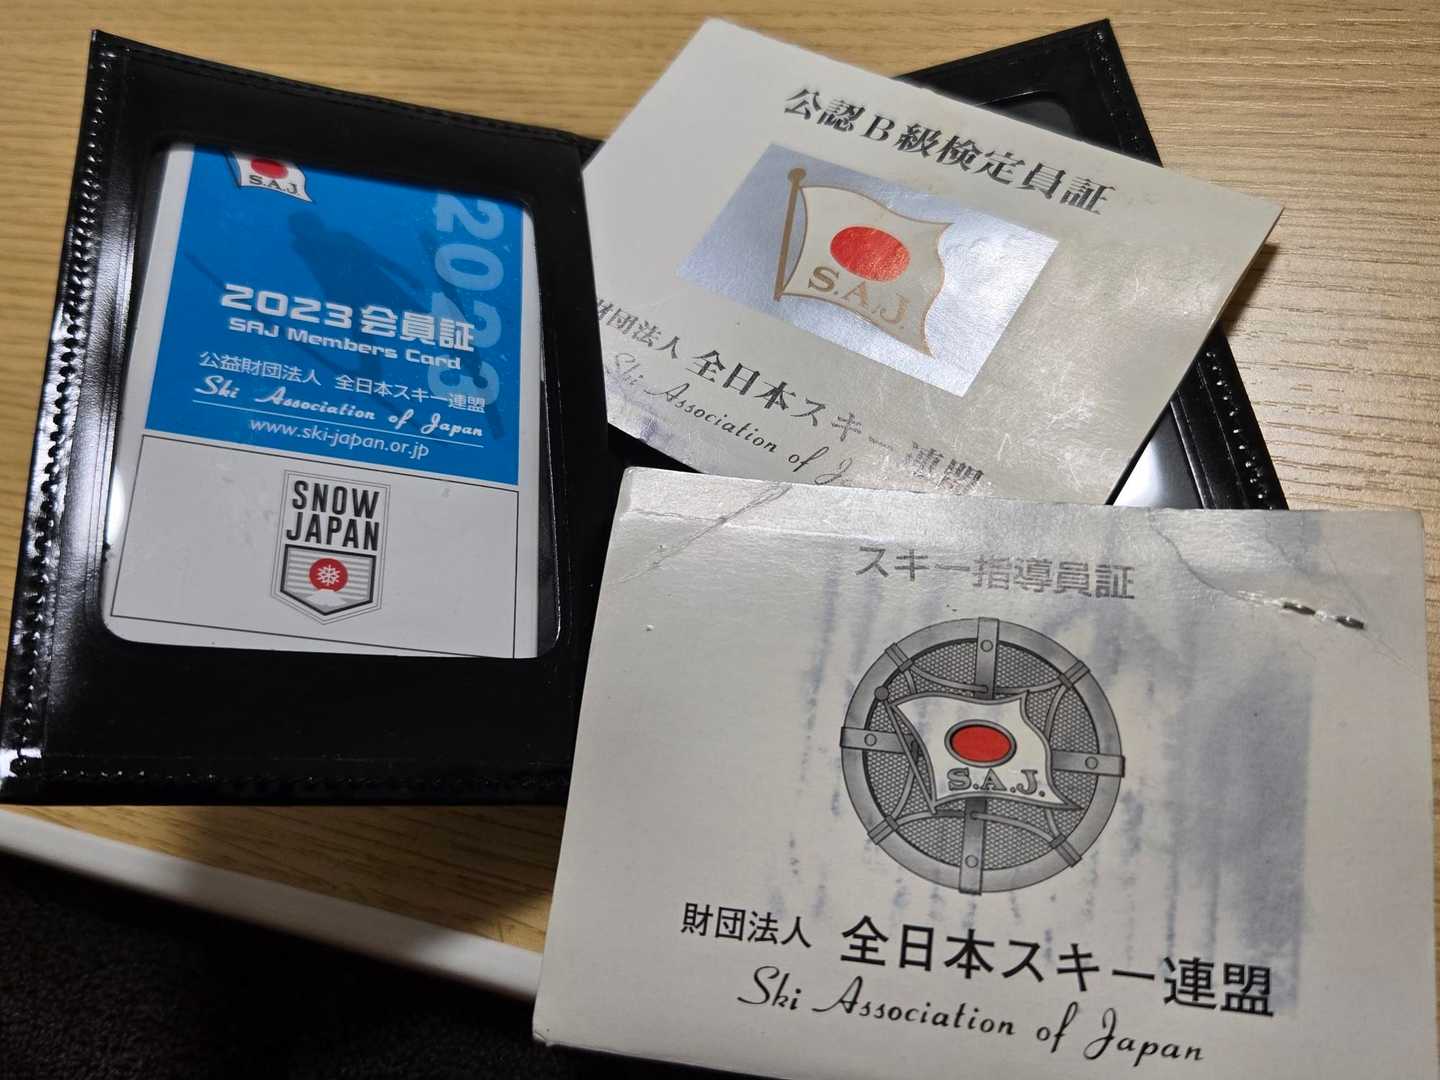 S.A.J.
2023
2023
2023会員証
SAJ Members Card
公益財団法人 全日本スキー連盟
Ski Association of Japan
www.ski-japan.or.jp
SNOW
JAPAN
公認B級検定員証
S.A.J.
財団法人 全日本スキー連盟
Ski Association of J
スキー指導員証
S.A.J.
財団法人 全日本スキー連盟
Ski Association of Japan